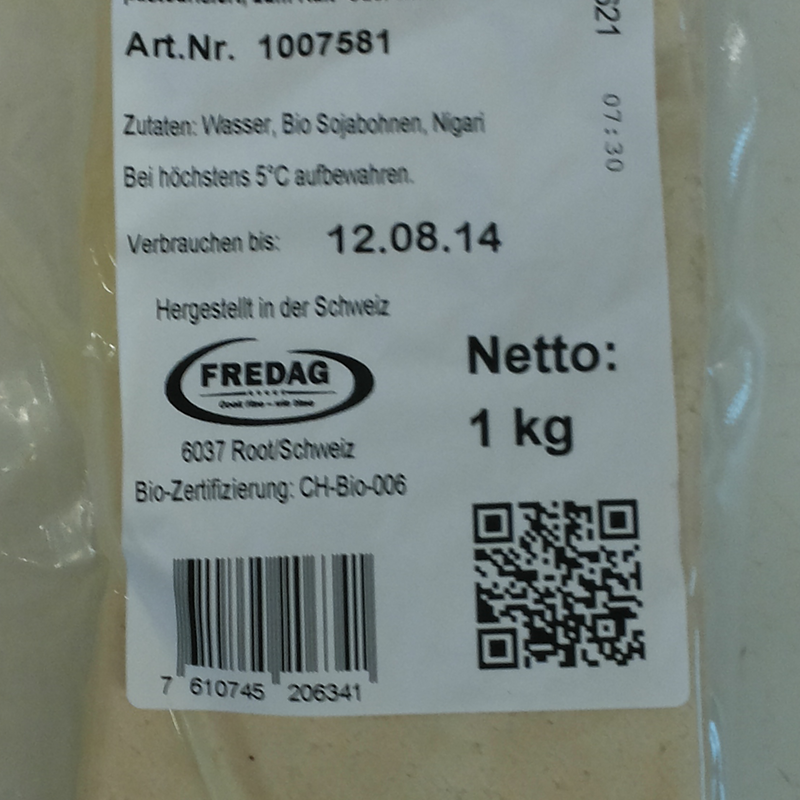 Art.Nr. 1007581
Zutaten: Wasser, Bio Sojabohnen, Nigari
Bei höchstens 5°C aufbewahren.
Verbrauchen bis: 12.08.14
Hergestellt in der Schweiz
FREDAG
6037 Root/Schweiz
Bio-Zertifizierung: CH-Bio-006
Netto:
1 kg
7 610745 206341
07:30